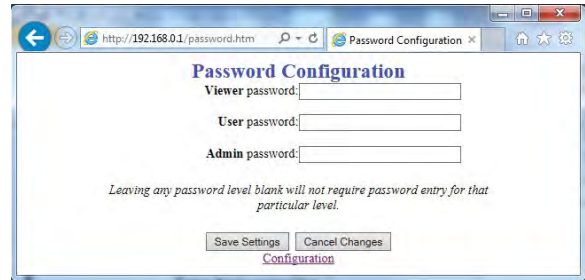 http://192.168.0.1/password.htm
Password Configuration
Password Configuration
Viewer password:
User password:
Admin password:
Leaving any password level blank will not require password entry for that
particular level.
Save Settings Cancel Changes
Configuration